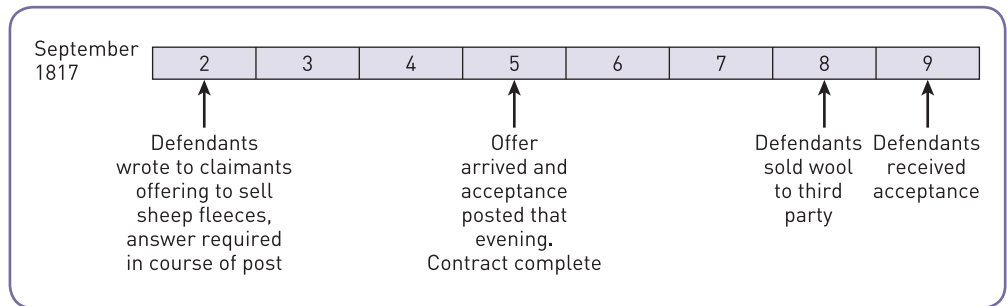 September
1817
2 3 4 5 6 7 8 9
Defendants
wrote to claimants
offering to sell
sheep fleeces,
answer required
in course of post
Offer
arrived and
acceptance
posted that
evening.
Contract complete
Defendants
sold wool
to third
party
Defendants
received
acceptance